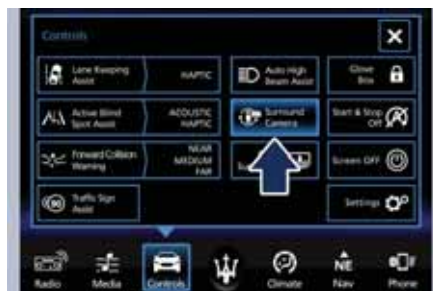 Controls
Lane Keeping Assist HAPTIC
Auto High Beam Assist
Glove Box
Active Blind Spot Assist ACOUSTIC HAPTIC
Surround Camera
Start & Stop Off
Forward Collision Warning NEAR MEDIUM FAR
Screen OFF
Traffic Sign Assist
Settings
Radio
Media
Controls
Climate
NE
Nav
Phone